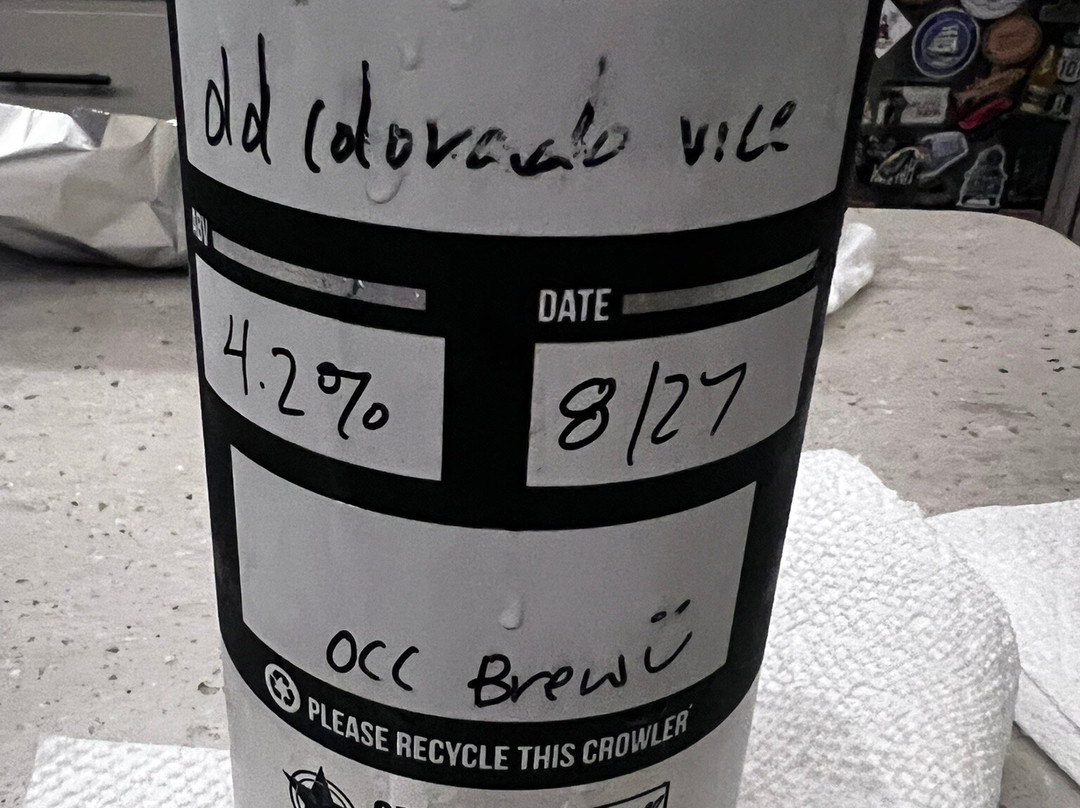 old colorado vice
ABV
DATE
4.2%
8/27
OCC Brew ü
PLEASE RECYCLE THIS CROWLER